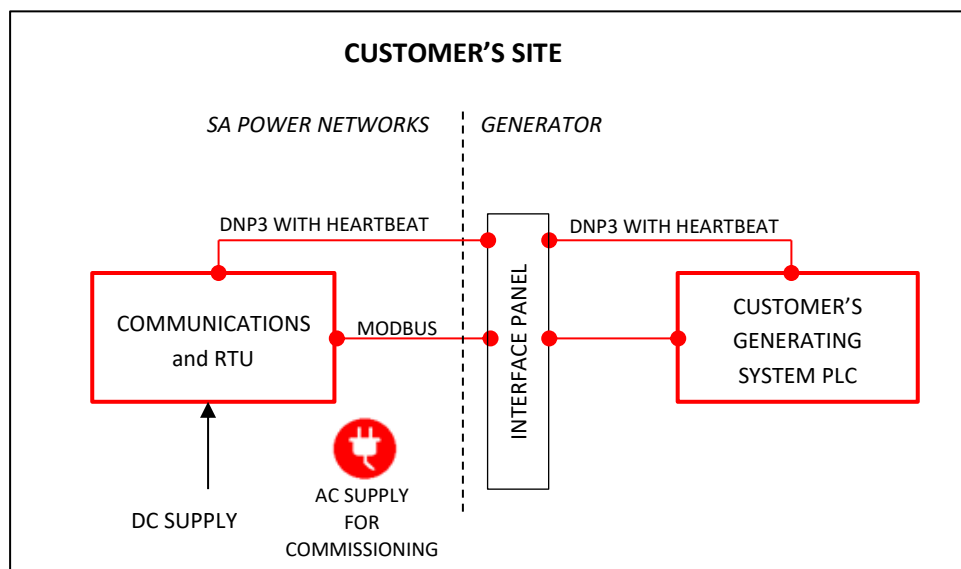 CUSTOMER’S SITE
SA POWER NETWORKS
GENERATOR
DNP3 WITH HEARTBEAT
DNP3 WITH HEARTBEAT
COMMUNICATIONS
and RTU
MODBUS
INTERFACE PANEL
CUSTOMER’S
GENERATING
SYSTEM PLC
DC SUPPLY
AC SUPPLY
FOR
COMMISSIONING